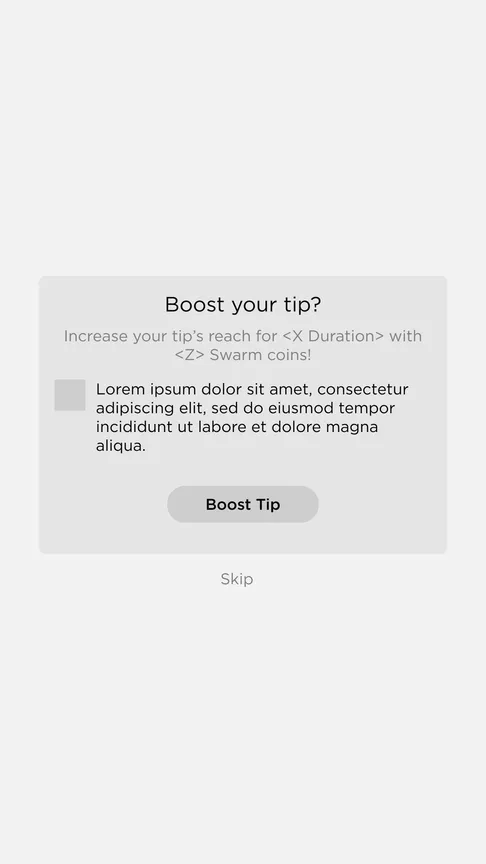 Boost your tip?
Increase your tip's reach for <X Duration> with
<Z> Swarm coins!
Lorem ipsum dolor sit amet, consectetur
adipiscing elit, sed do eiusmod tempor
incididunt ut labore et dolore magna
aliqua.
Boost Tip
Skip